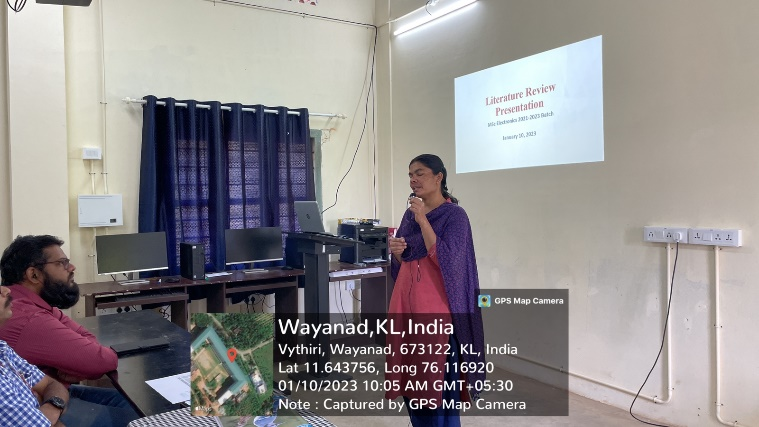 Literature Review
Presentation
MSc Electronics 2021-2023 Batch
January 10, 2023
GPS Map Camera
Wayanad,KL,India
Vythiri, Wayanad, 673122, KL, India
Lat 11.643756, Long 76.116920
01/10/2023 10:05 AM GMT+05:30
Note : Captured by GPS Map Camera